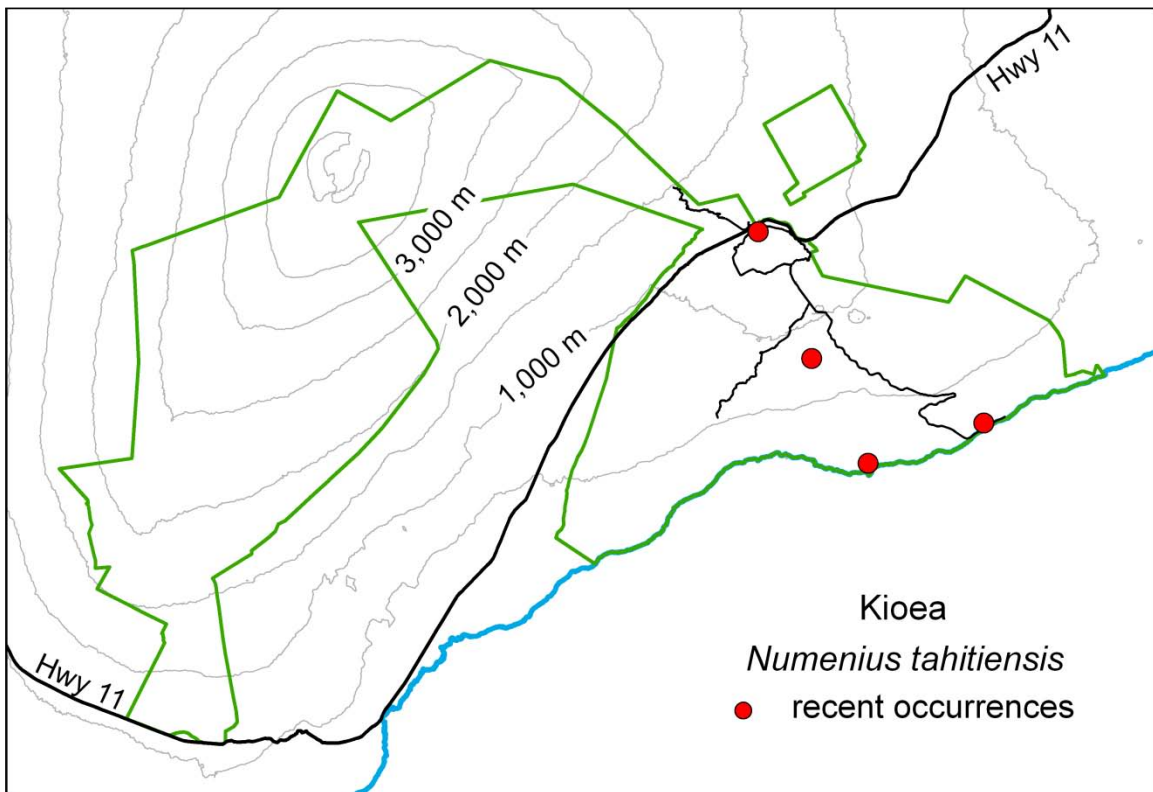 Hwy 11
3,000 m
2,000 m
1,000 m
Hwy 11
Kioea
Numenius tahitiensis
recent occurrences